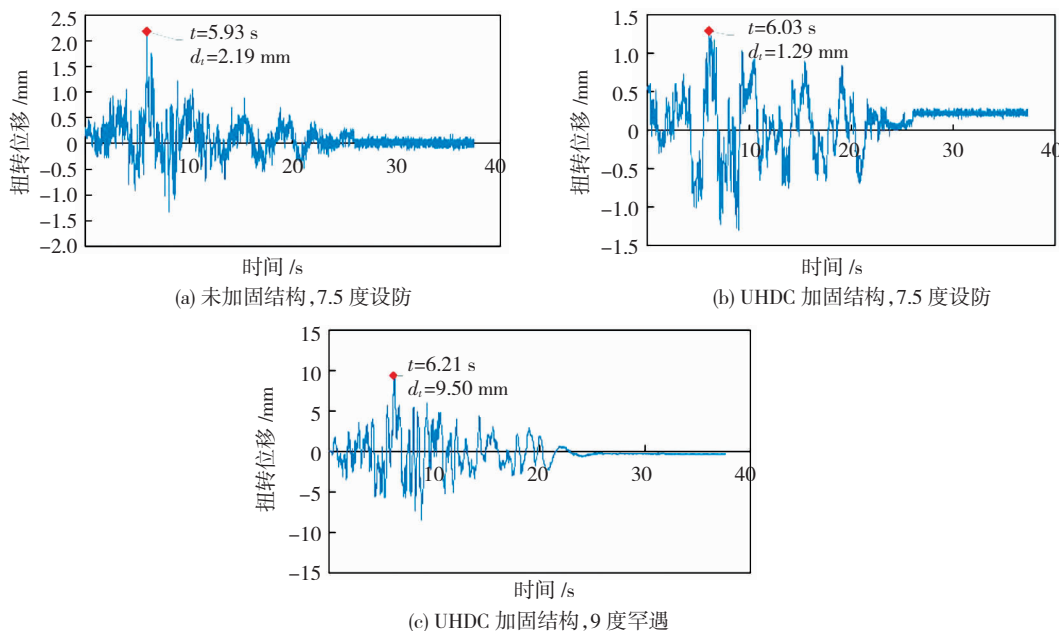 t=5.93 s
d_t=2.19 mm
2.5
2.0
1.5
1.0
0.5
0
-0.5
-1.0
-1.5
-2.0
扭转位移 /mm
10 20 30 40
时间 /s
(a) 未加固结构,7.5 度设防
t=6.03 s
d_t=1.29 mm
1.5
1.0
0.5
0
0.5
1.0
-1.5
扭转位移 /mm
10 20 30 40
时间 /s
(b) UHDC 加固结构,7.5 度设防
t=6.21 s
d_t=9.50 mm
15
10
5
0
-5
-10
-15
扭转位移 /mm
10 20 30 40
时间 /s
(c) UHDC 加固结构,9 度罕遇